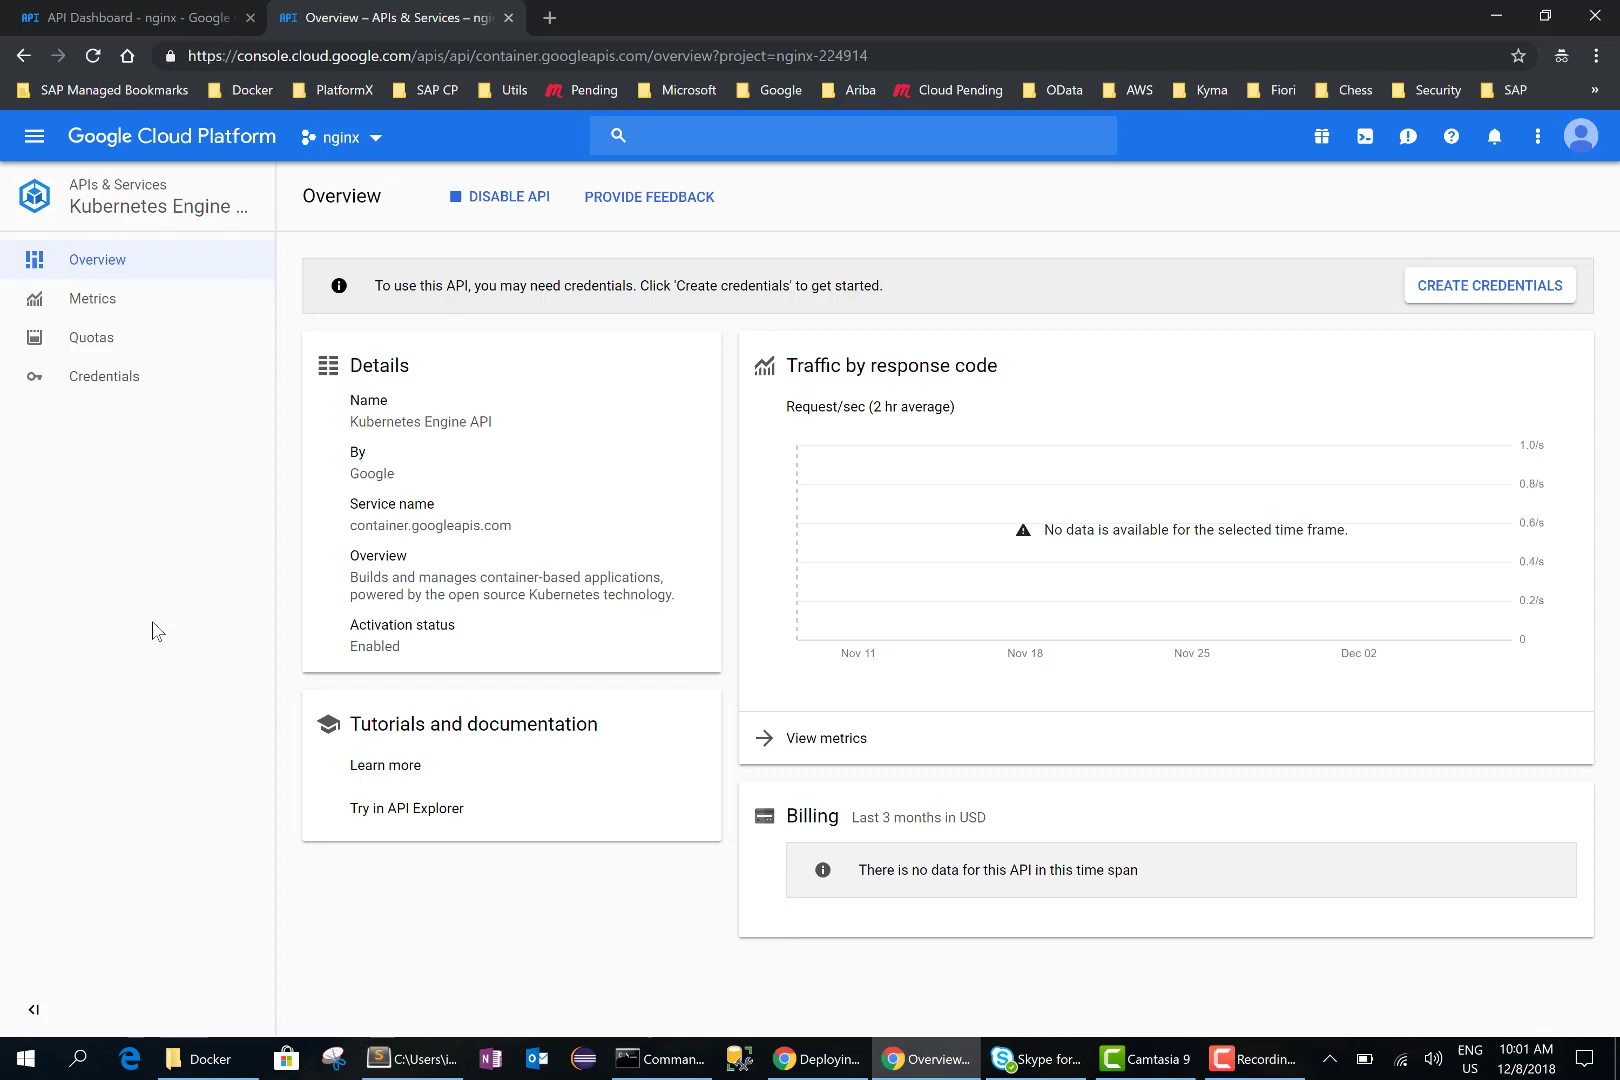 API Dashboard - nginx - Google
Overview – APIs & Services – ngi
https://console.cloud.google.com/apis/api/container.googleapis.com/overview?project=nginx-224914
SAP Managed Bookmarks Docker PlatformX SAP CP Utils Pending Microsoft Google Ariba Cloud Pending OData AWS Kyma Fiori Chess Security SAP »
Google Cloud Platform nginx
APIs & Services
Kubernetes Engine ...
Overview DISABLE API PROVIDE FEEDBACK
Overview
Metrics
Quotas
Credentials
To use this API, you may need credentials. Click 'Create credentials' to get started. CREATE CREDENTIALS
Details
Name
Kubernetes Engine API
By
Google
Service name
container.googleapis.com
Overview
Builds and manages container-based applications,
powered by the open source Kubernetes technology.
Activation status
Enabled
Tutorials and documentation
Learn more
Try in API Explorer
Traffic by response code
Request/sec (2 hr average)
1.0/s
0.8/s
0.6/s
No data is available for the selected time frame.
0.4/s
0.2/s
0
Nov 11 Nov 18 Nov 25 Dec 02
View metrics
Billing Last 3 months in USD
There is no data for this API in this time span
Docker C:\Users\i... Comman... Deployin... Overview... Skype for... Camtasia 9 Recordin...
ENG
US
10:01 AM
12/8/2018